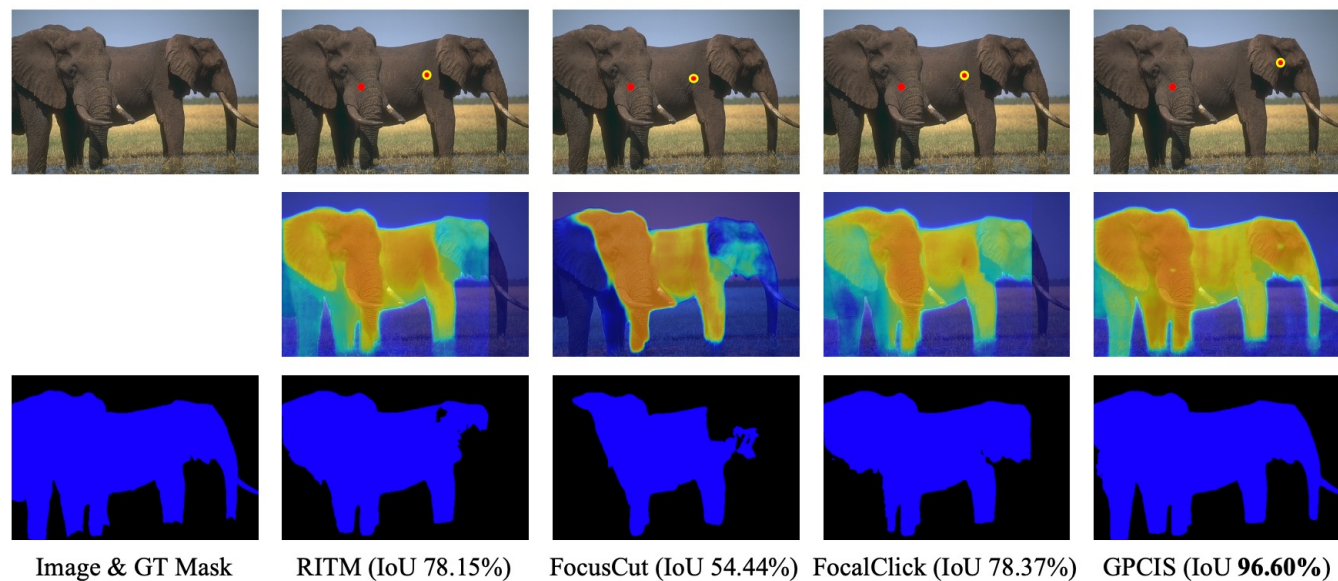 Image & GT Mask
RITM (IoU 78.15%)
FocusCut (IoU 54.44%)
FocalClick (IoU 78.37%)
GPCIS (IoU 96.60%)